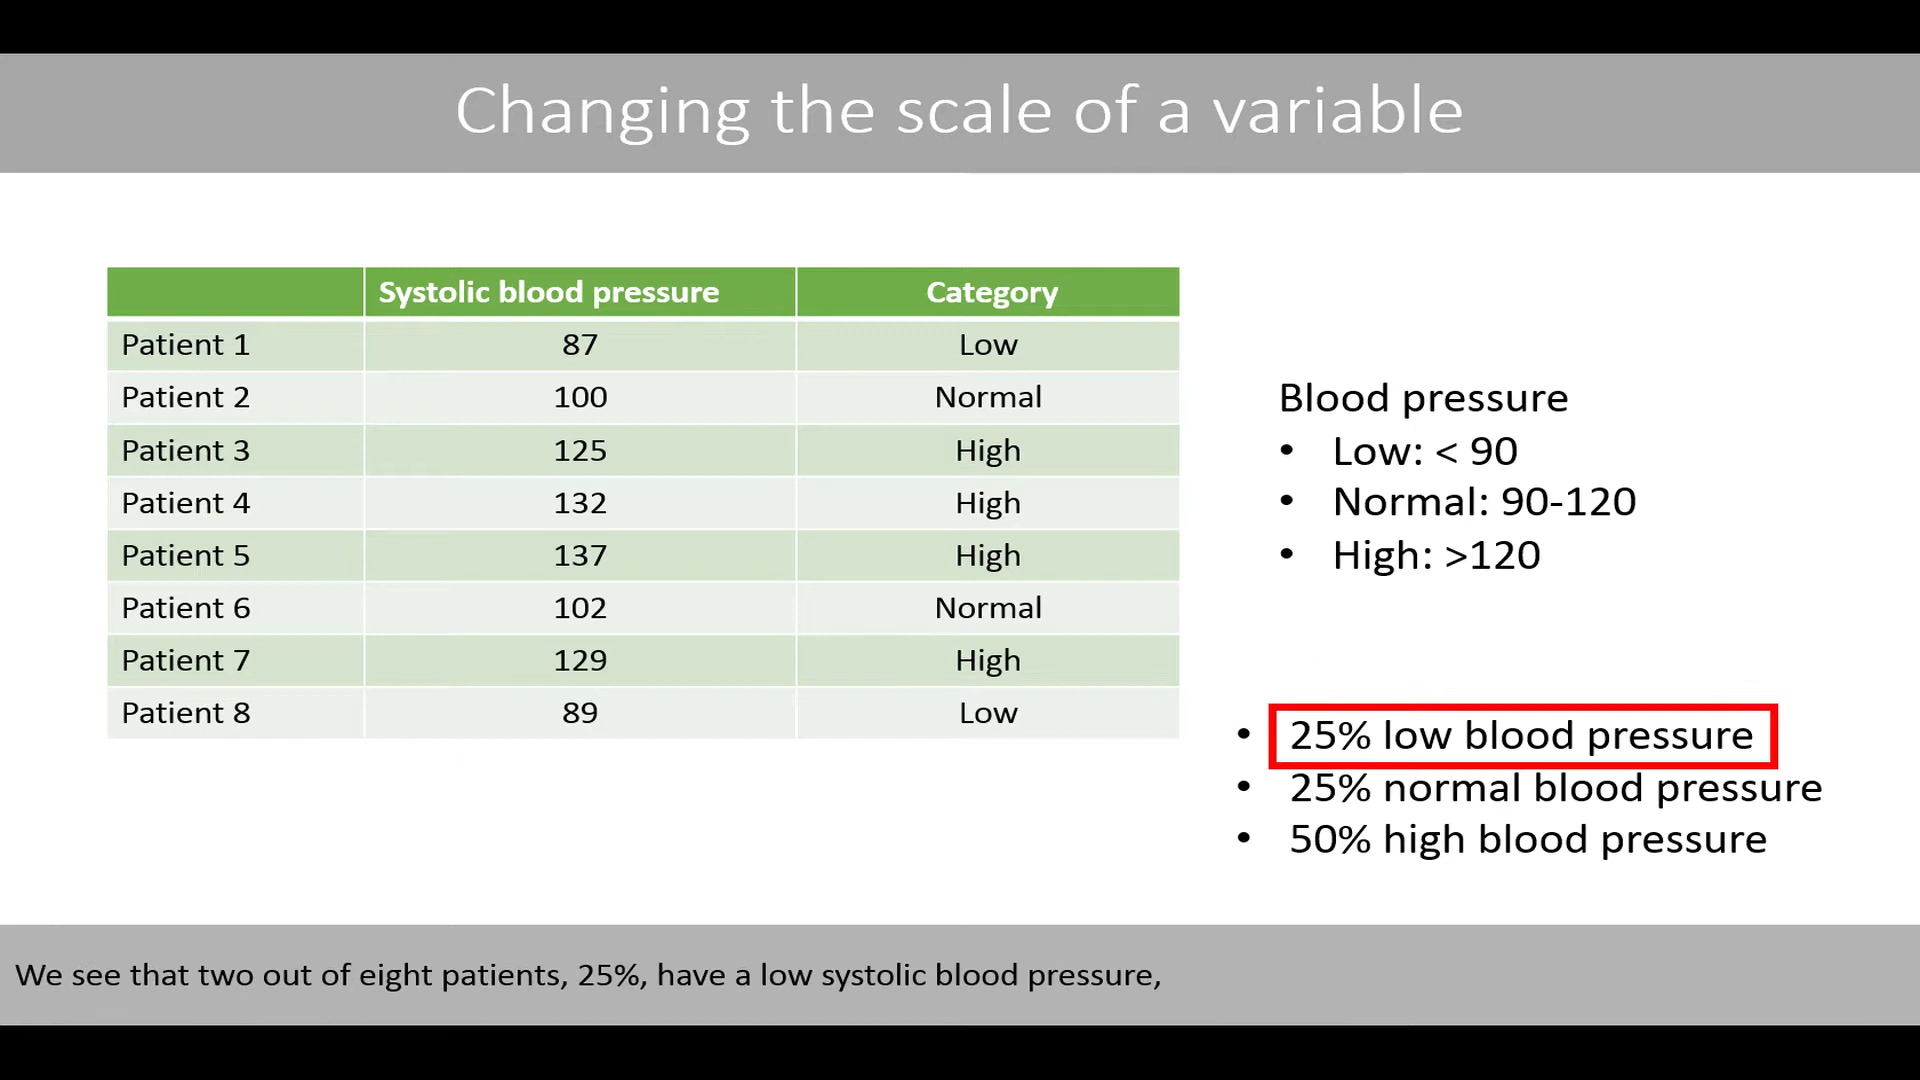 Changing the scale of a variable
Systolic blood pressure Category
Patient 1 87 Low
Patient 2 100 Normal
Patient 3 125 High
Patient 4 132 High
Patient 5 137 High
Patient 6 102 Normal
Patient 7 129 High
Patient 8 89 Low
Blood pressure
• Low: < 90
• Normal: 90-120
• High: >120
• 25% low blood pressure
• 25% normal blood pressure
• 50% high blood pressure
We see that two out of eight patients, 25%, have a low systolic blood pressure,